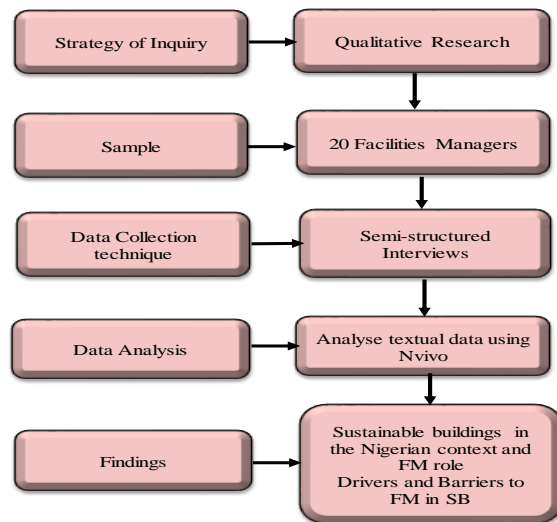 Strategy of Inquiry
Qualitative Research
Sample
20 Facilities Managers
Data Collection
technique
Semi-structured
Interviews
Data Analysis
Analyse textual data using
Nvivo
Findings
Sustainable buildings in
the Nigerian context and
FM role
Drivers and Barriers to
FM in SB